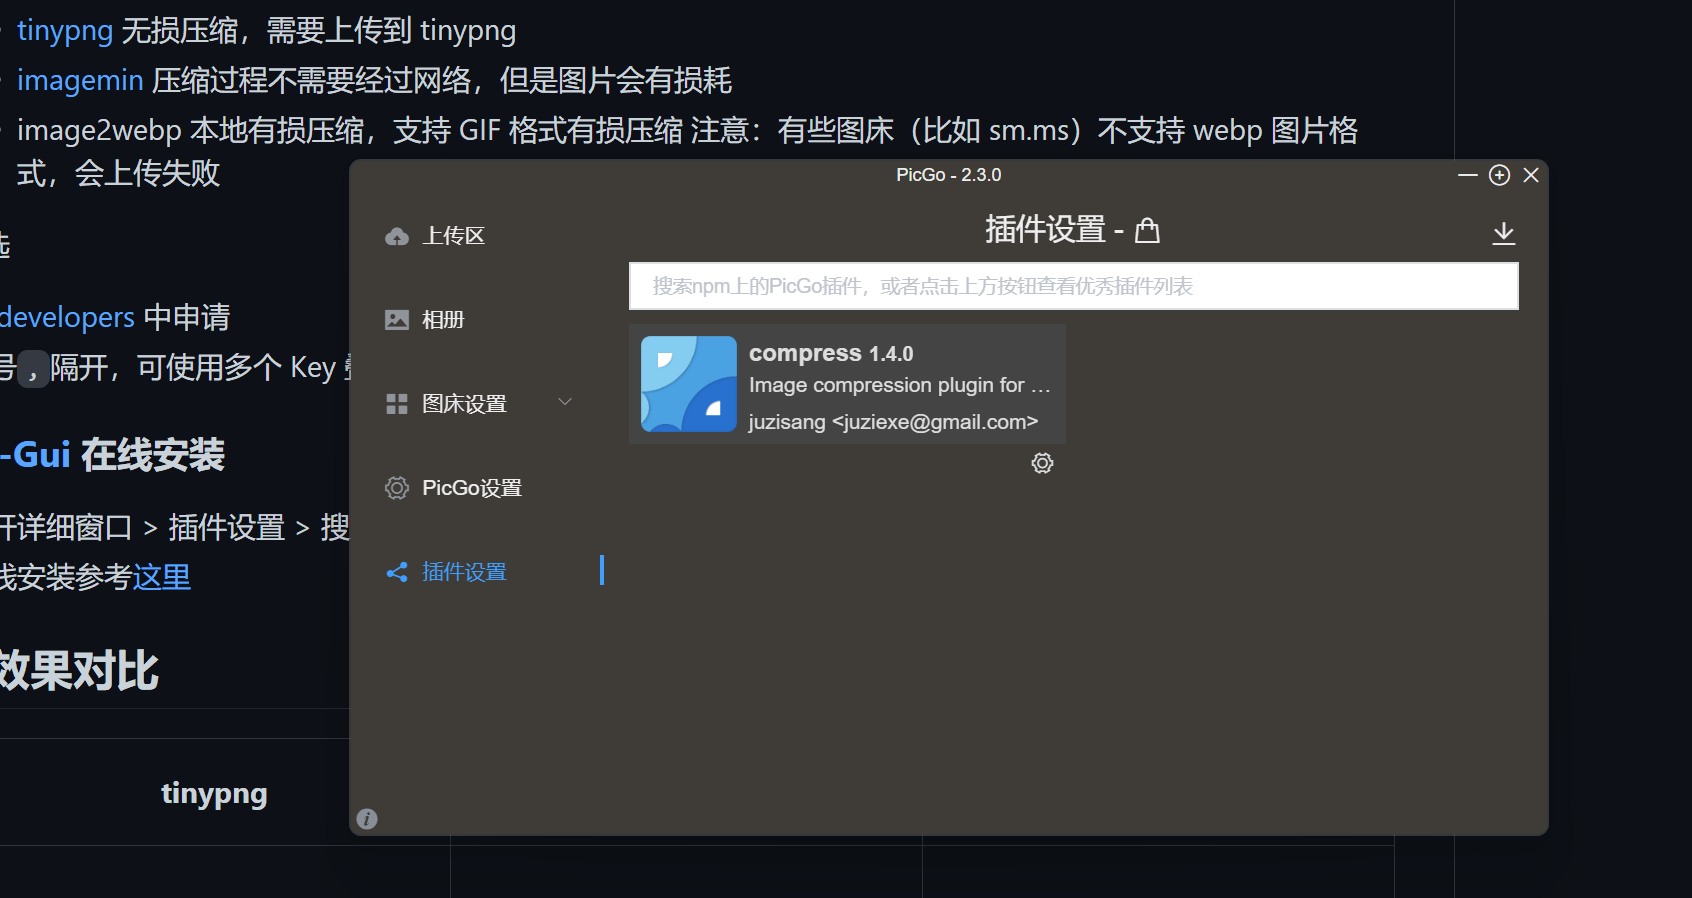 tinypng 无损压缩，需要上传到 tinypng
imagemin 压缩过程不需要经过网络，但是图片会有损耗
image2webp 本地有损压缩，支持 GIF 格式有损压缩 注意：有些图床（比如 sm.ms）不支持 webp 图片格
式，会上传失败
选
developers 中申请
号 , 隔开，可使用多个 Key
-Gui 在线安装
开详细窗口 > 插件设置 > 搜
线安装参考这里
效果对比
tinypng
PicGo - 2.3.0
上传区
相册
图床设置
PicGo设置
插件设置
插件设置 -
搜索npm上的PicGo插件，或者点击上方按钮查看优秀插件列表
compress 1.4.0
Image compression plugin for ...
juzisang <juziexe@gmail.com>